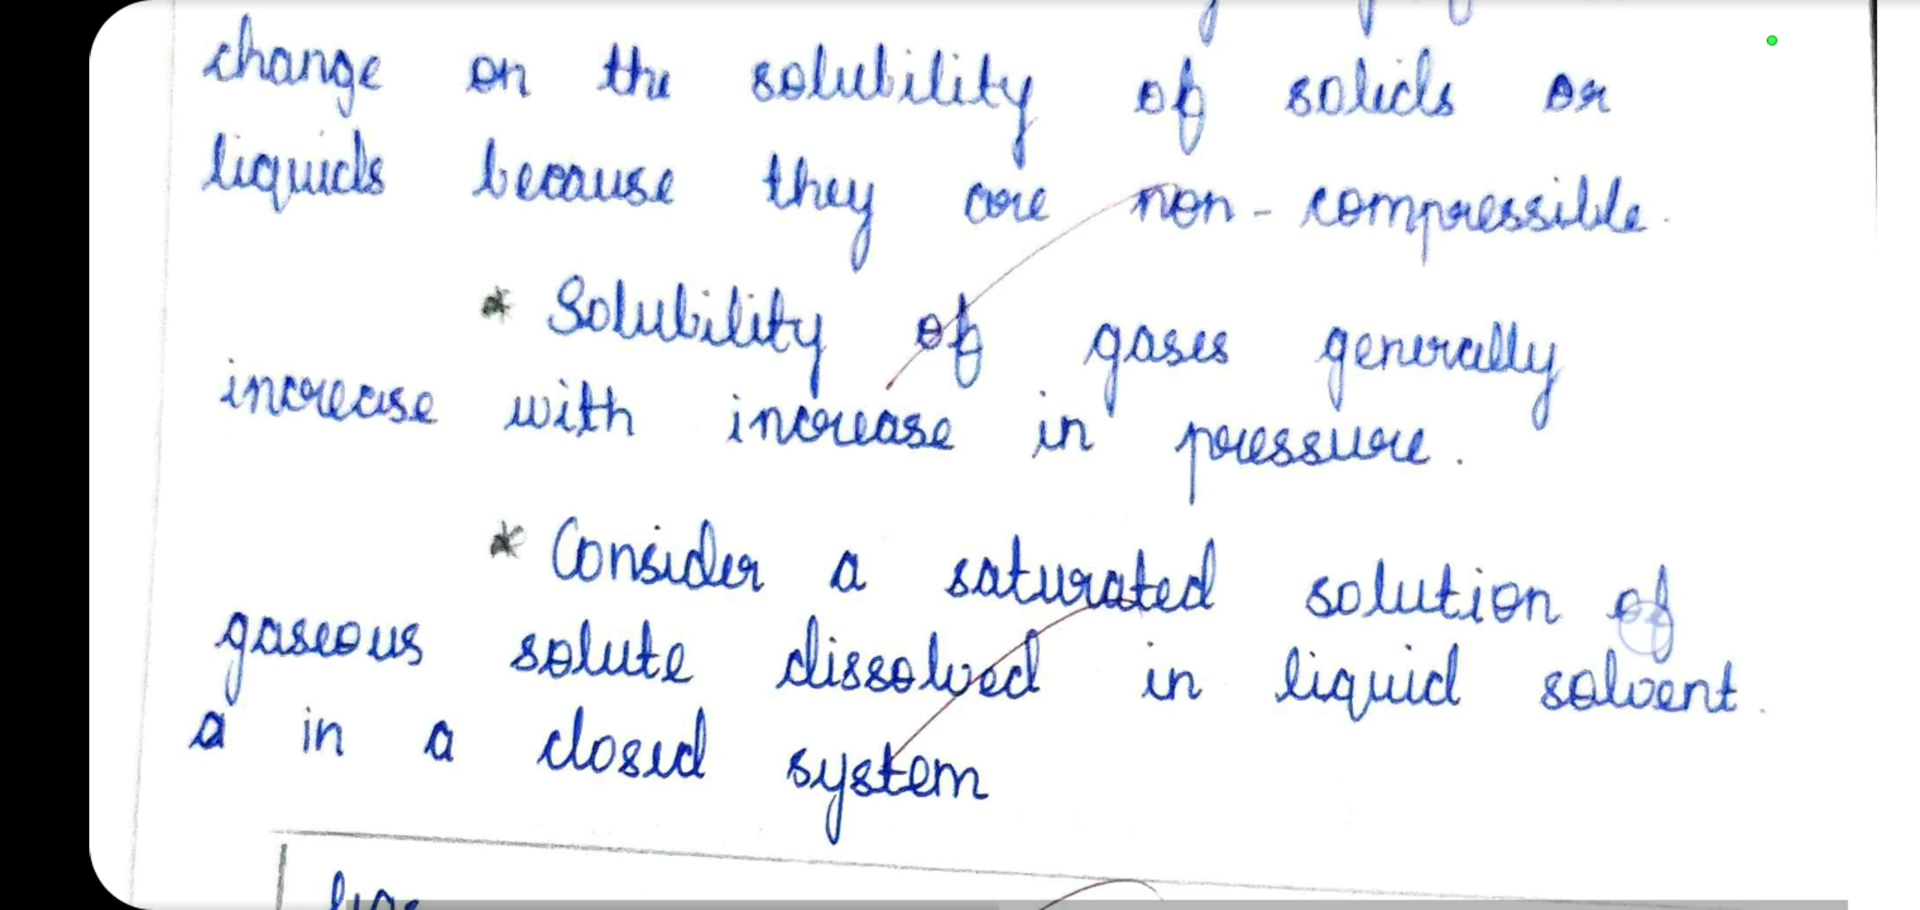 change on the solubility of solids or
liquids because they are non-compressible.
* Solubility of gases generally
increase with increase in pressure.
* Consider a saturated solution of
gaseous solute dissolved in liquid solvent.
a in a closed system